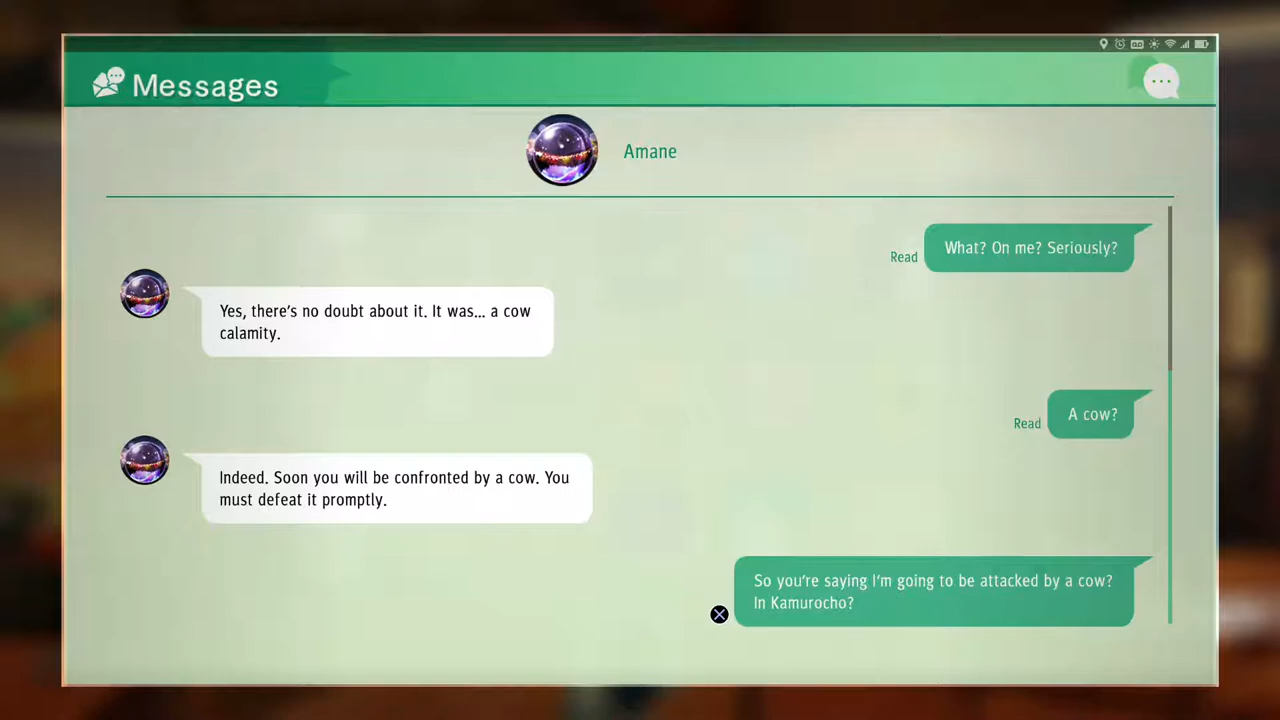 Messages
Amane
What? On me? Seriously?
Read
Yes, there's no doubt about it. It was... a cow
calamity.
A cow?
Read
Indeed. Soon you will be confronted by a cow. You
must defeat it promptly.
So you're saying I'm going to be attacked by a cow?
In Kamurocho?